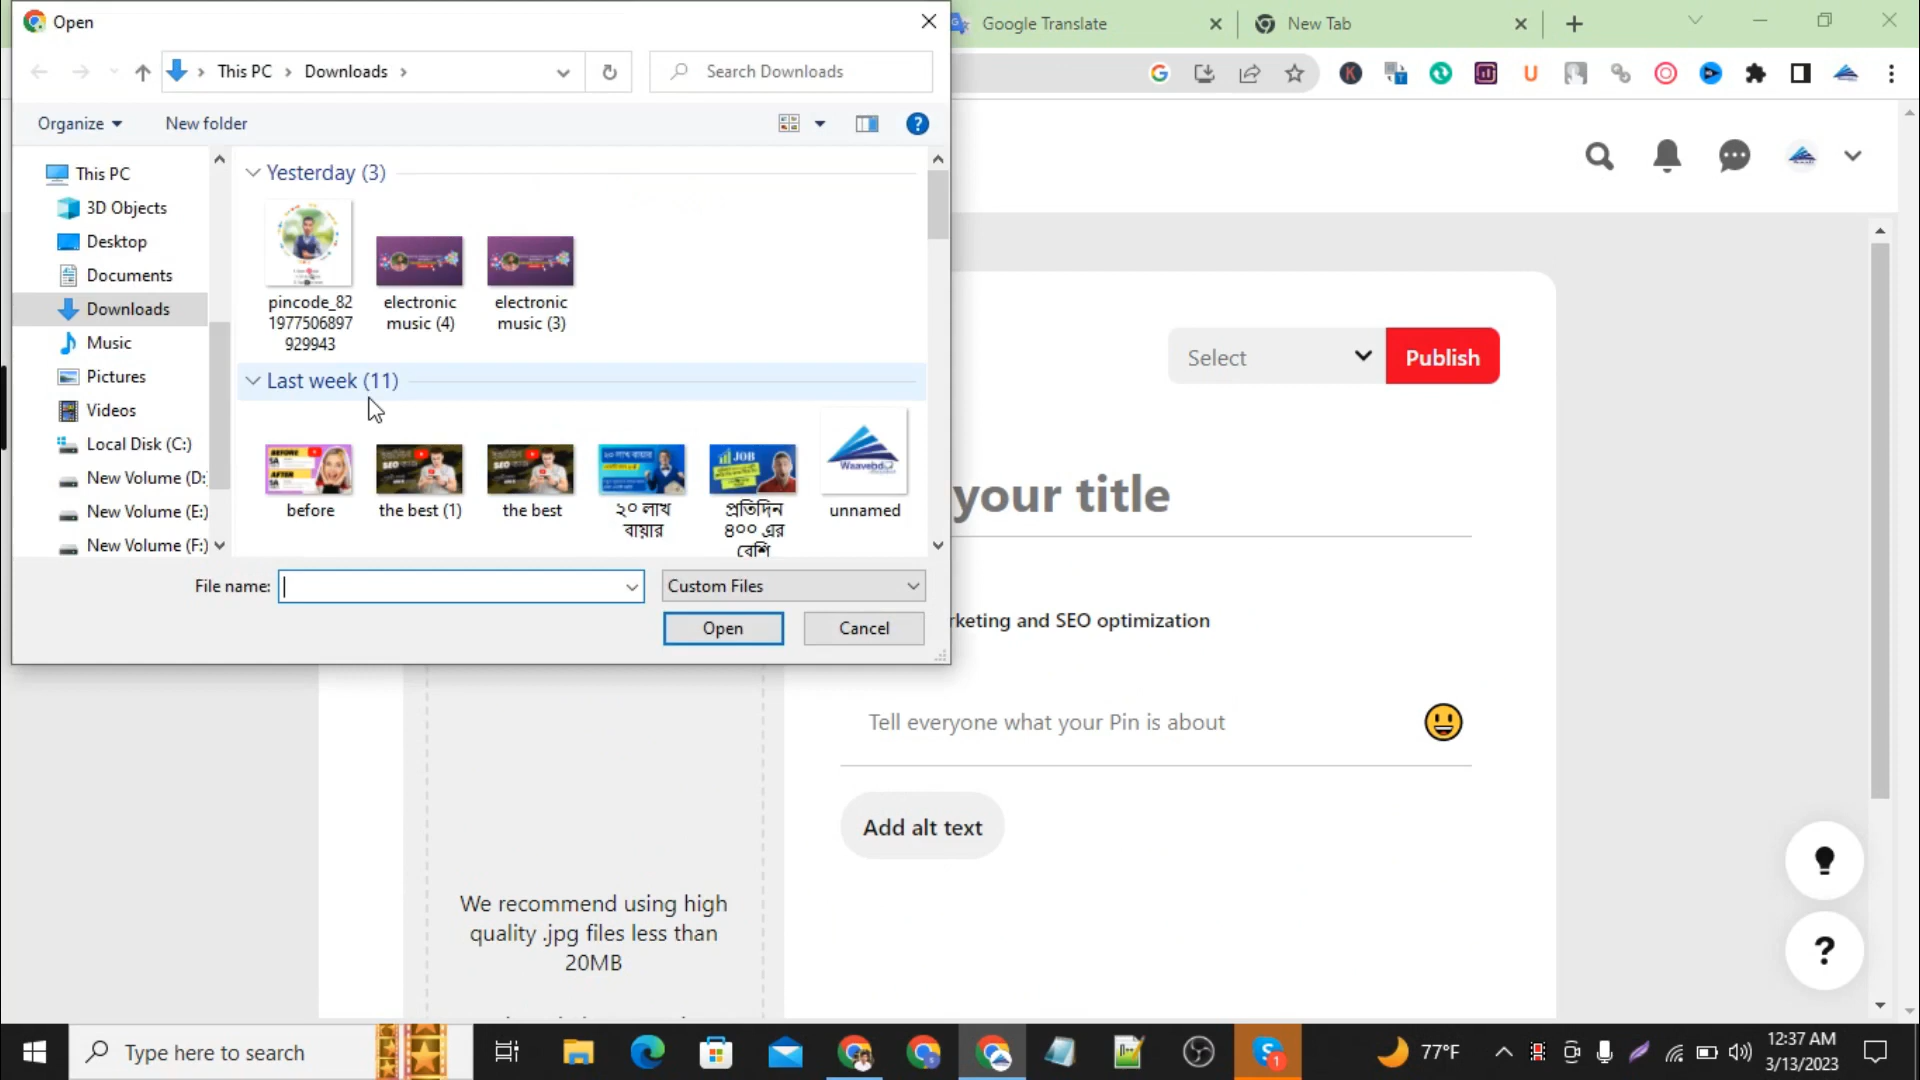 Open
Google Translate
New Tab
This PC
Downloads
Search Downloads
Organize
New folder
This PC
3D Objects
Desktop
Documents
Downloads
Music
Pictures
Videos
Local Disk (C:)
New Volume (D:
New Volume (E:)
New Volume (F:)
Yesterday (3)
pincode_82
1977506897
929943
electronic
music (4)
electronic
music (3)
Last week (11)
before
the best (1)
the best
২০ লাখ
বায়ার
প্রতিদিন
৪০০ এর
বেশি
Waavebd
unnamed
File name:
Custom Files
Open
Cancel
Select
Publish
your title
rketing and SEO optimization
Tell everyone what your Pin is about
Add alt text
We recommend using high
quality .jpg files less than
20MB
?
Type here to search
77°F
12:37 AM
3/13/2023